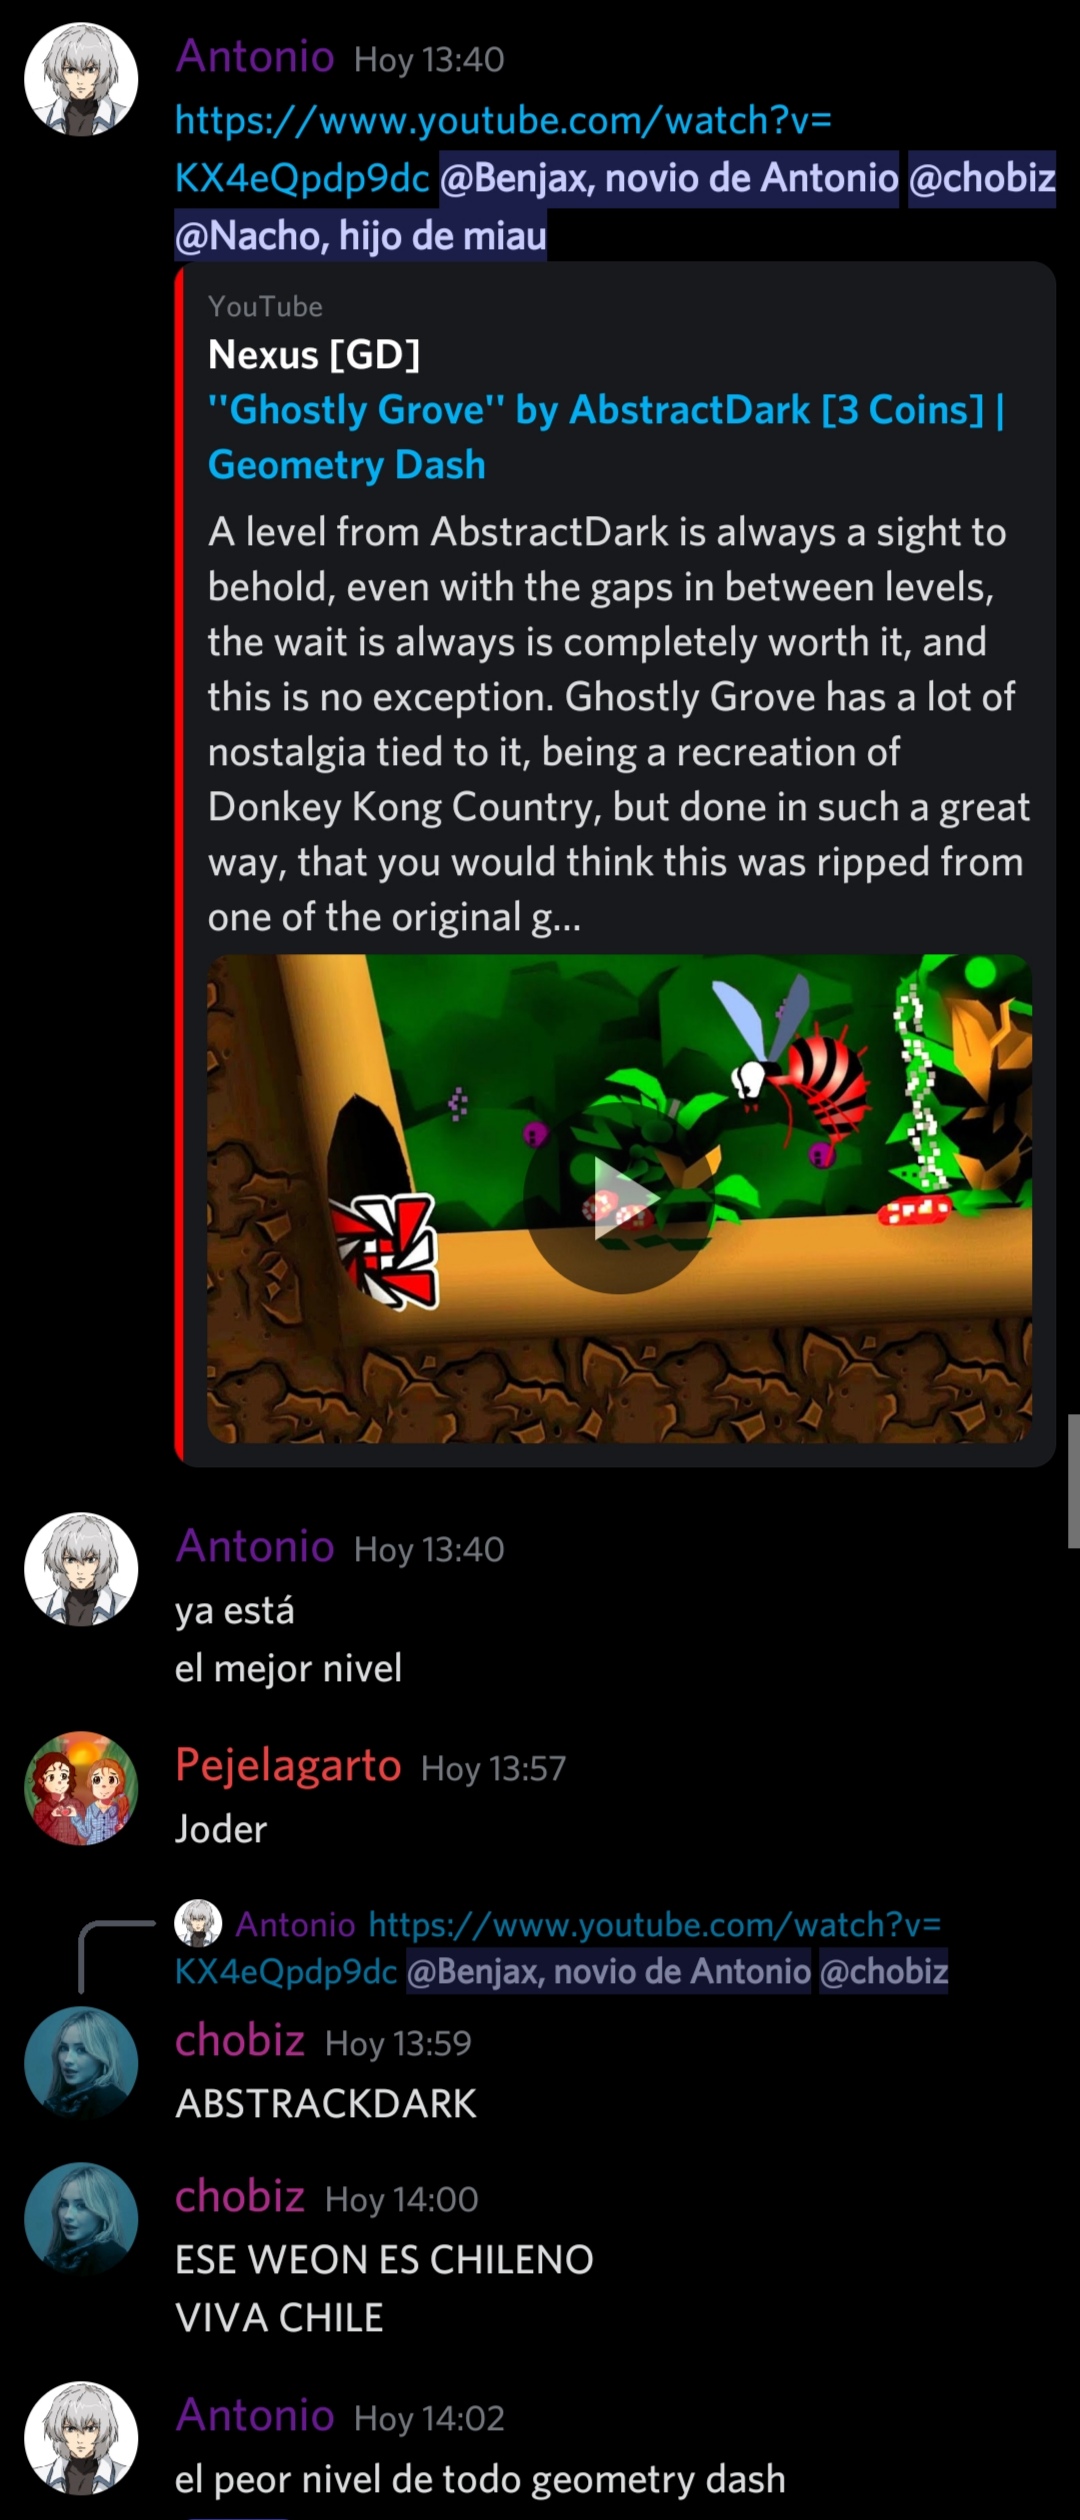 Antonio Hoy 13:40
https://www.youtube.com/watch?v=
KX4eQpdp9dc @Benjax, novio de Antonio @chobiz
@Nacho, hijo de miau
YouTube
Nexus [GD]
''Ghostly Grove'' by AbstractDark [3 Coins] |
Geometry Dash
A level from AbstractDark is always a sight to
behold, even with the gaps in between levels,
the wait is always is completely worth it, and
this is no exception. Ghostly Grove has a lot of
nostalgia tied to it, being a recreation of
Donkey Kong Country, but done in such a great
way, that you would think this was ripped from
one of the original g...
Antonio Hoy 13:40
ya está
el mejor nivel
Pejelagarto Hoy 13:57
Joder
Antonio https://www.youtube.com/watch?v=
KX4eQpdp9dc @Benjax, novio de Antonio @chobiz
chobiz Hoy 13:59
ABSTRACKDARK
chobiz Hoy 14:00
ESE WEON ES CHILENO
VIVA CHILE
Antonio Hoy 14:02
el peor nivel de todo geometry dash